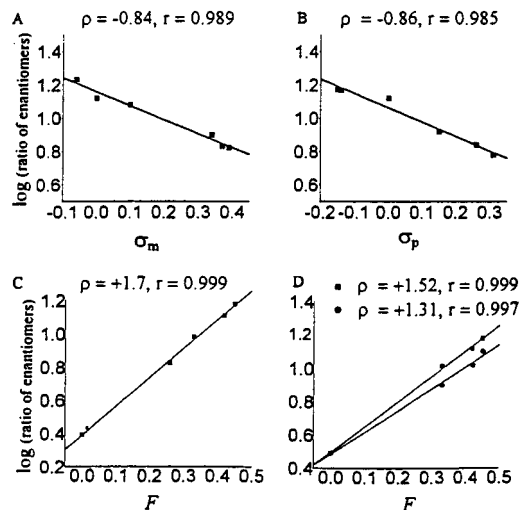 A ρ = -0.84, r = 0.989
log (ratio of enantiomers)
1.4
1.2
1.0
0.8
0.6
-0.1 0.0 0.1 0.2 0.3 0.4
σm
B ρ = -0.86, r = 0.985
1.4
1.2
1.0
0.8
0.6
-0.2 -0.1 0.0 0.1 0.2 0.3
σp
C ρ = +1.7, r = 0.999
log (ratio of enantiomers)
1.2
1.0
0.8
0.6
0.4
0.2
0.0 0.1 0.2 0.3 0.4 0.5
F
D ■ ρ = +1.52, r = 0.999
● ρ = +1.31, r = 0.997
1.2
1.0
0.8
0.6
0.4
0.0 0.1 0.2 0.3 0.4 0.5
F